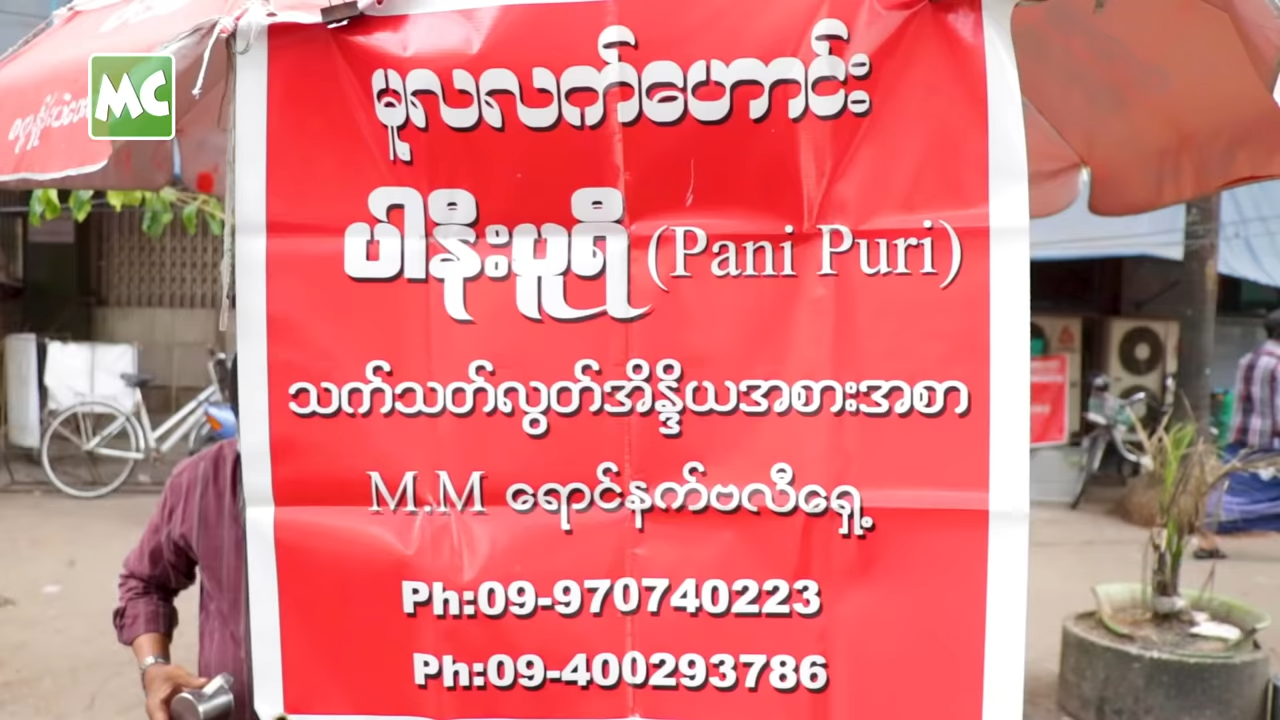 MC
မူလလက်ဟောင်း
ပါနီးပူရီ (Pani Puri)
သက်သတ်လွတ်အိန္ဒိယအစားအစာ
M.M ရောင်နက်ဗလီရှေ့
Ph:09-970740223
Ph:09-400293786